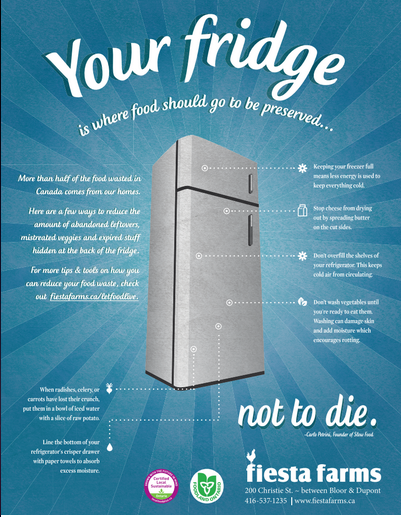 Your fridge
is where food should go to be preserved...
More than half of the food wasted in
Canada comes from our homes.
Here are a few ways to reduce the
amount of abandoned leftovers,
mistreated veggies and expired stuff
hidden at the back of the fridge.
For more tips & tools on how you
can reduce your food waste, check
out fiestafarms.ca/letfoodlive.
Keeping your freezer full
means less energy is used to
keep everything cold.
Stop cheese from drying
out by spreading butter
on the cut sides.
Don't overfill the shelves of
your refrigerator. This keeps
cold air from circulating.
Don't wash vegetables until
you're ready to eat them.
Washing can damage skin
and add moisture which
encourages rotting.
When radishes, celery, or
carrots have lost their crunch,
put them in a bowl of iced water
with a slice of raw potato.
Line the bottom of your
refrigerator's crisper drawer
with paper towels to absorb
excess moisture.
not to die.
-Carlo Petrini, Founder of Slow Food
Certified
Local
Sustainable
fiesta farms
200 Christie St. – between Bloor & Dupont
416-537-1235 | www.fiestafarms.ca